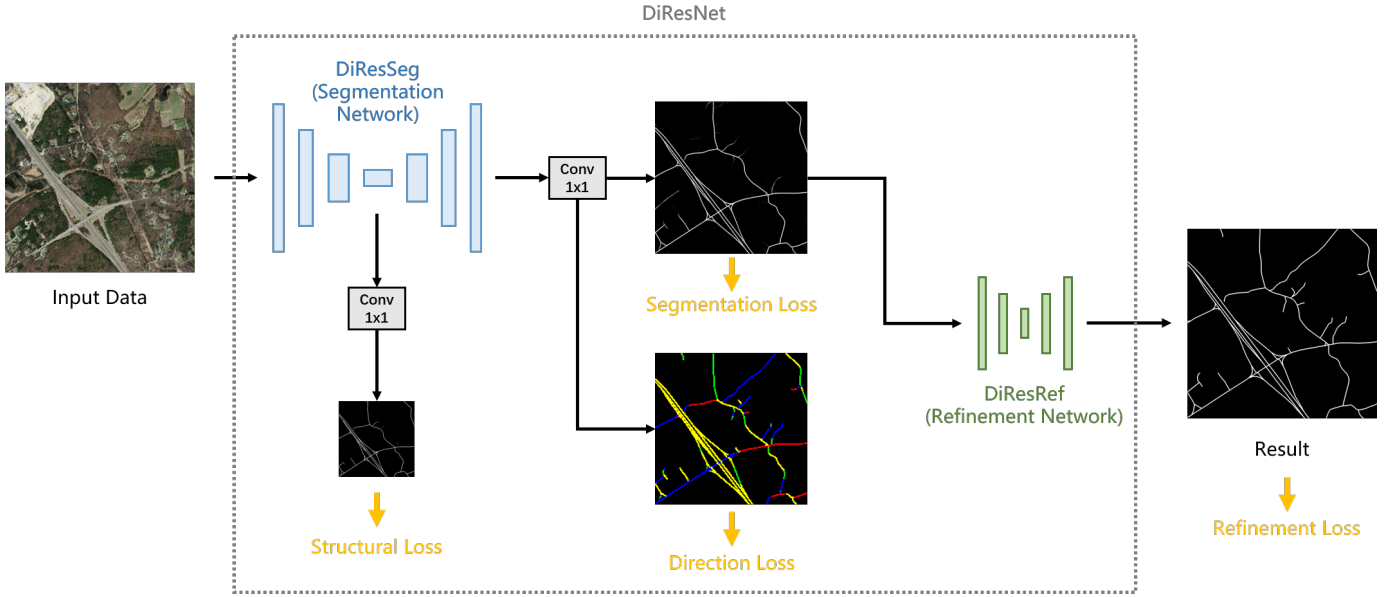 DiResNet
DiResSeg
(Segmentation
Network)
Conv
1x1
Input Data
Conv
1x1
Segmentation Loss
DiResRef
(Refinement Network)
Result
Structural Loss
Direction Loss
Refinement Loss